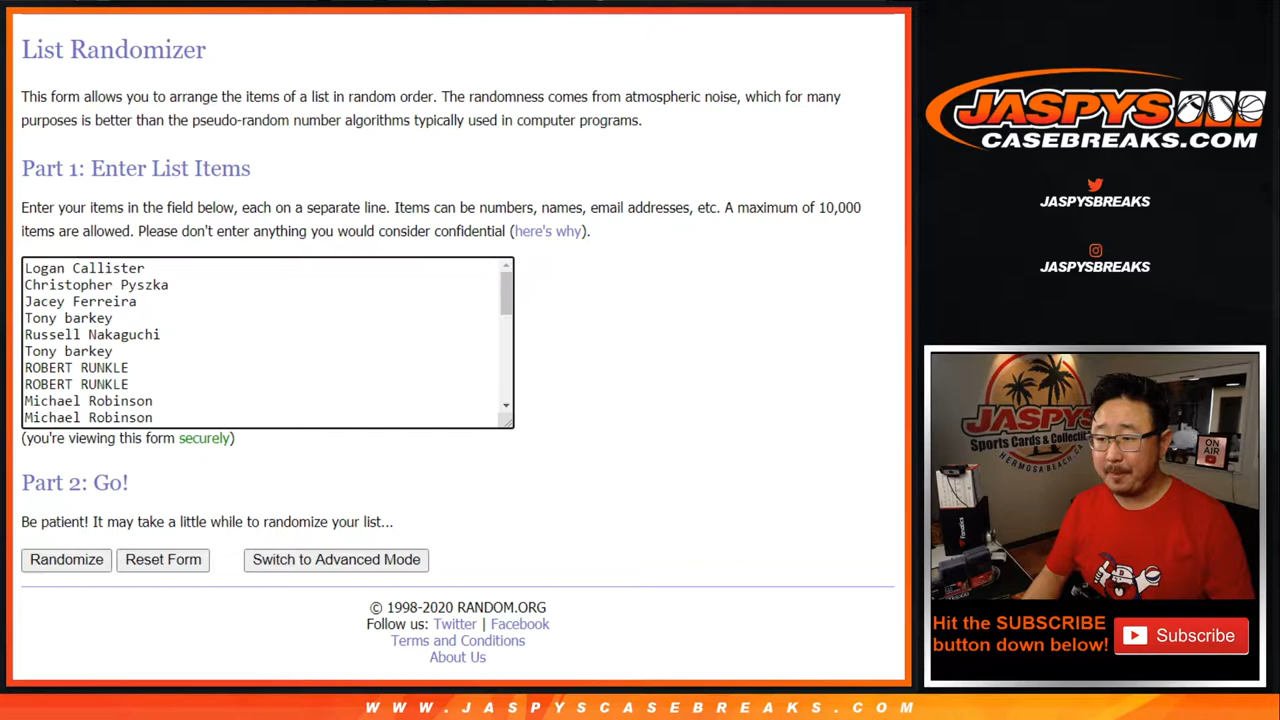 List Randomizer
This form allows you to arrange the items of a list in random order. The randomness comes from atmospheric noise, which for many
purposes is better than the pseudo-random number algorithms typically used in computer programs.
Part 1: Enter List Items
Enter your items in the field below, each on a separate line. Items can be numbers, names, email addresses, etc. A maximum of 10,000
items are allowed. Please don't enter anything you would consider confidential (here's why).
Logan Callister
Christopher Pyszka
Jacey Ferreira
Tony barkey
Russell Nakaguchi
Tony barkey
ROBERT RUNKLE
ROBERT RUNKLE
Michael Robinson
Michael Robinson
(you're viewing this form securely)
Part 2: Go!
Be patient! It may take a little while to randomize your list...
Randomize Reset Form Switch to Advanced Mode
© 1998-2020 RANDOM.ORG
Follow us: Twitter | Facebook
Terms and Conditions
About Us
JASPYS
CASEBREAKS.COM
JASPYSBREAKS
JASPYSBREAKS
JASPYS
Sports Cards & Collectibl
HERMOSA BEACH, CA
ON
AIR
Fanatics
Hit the SUBSCRIBE
button down below!
Subscribe
WWW.JASPYSCASEBREAKS.COM